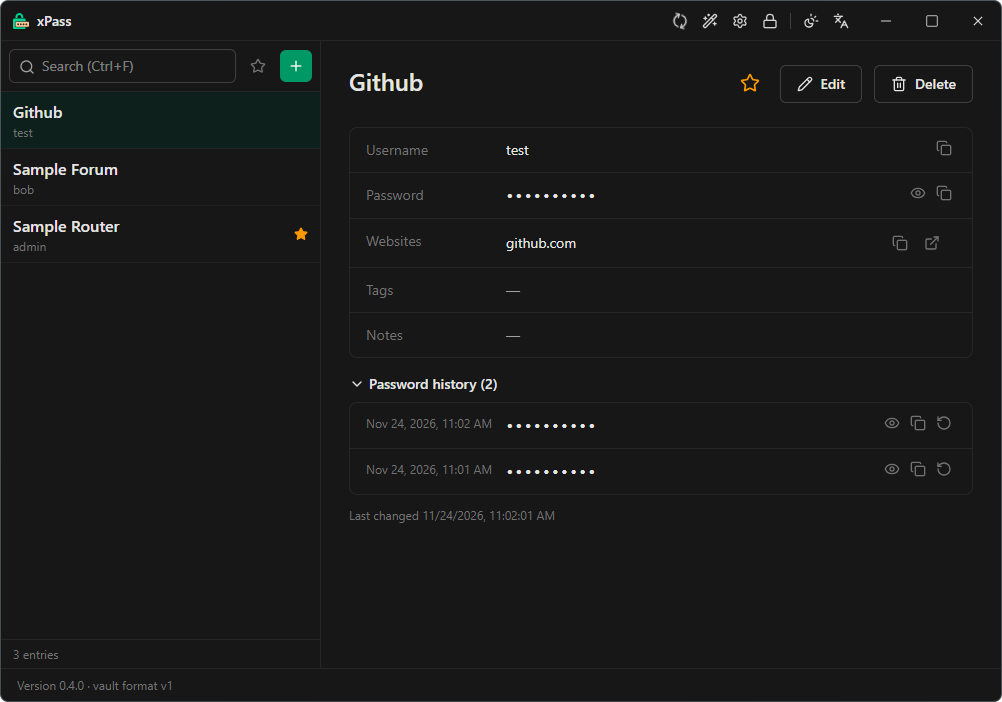 xPass
Search (Ctrl+F)
Github
test
Sample Forum
bob
Sample Router
admin
3 entries
Github
Edit
Delete
Username test
Password ••••••••••
Websites github.com
Tags —
Notes —
Password history (2)
Nov 24, 2026, 11:02 AM ••••••••••
Nov 24, 2026, 11:01 AM ••••••••••
Last changed 11/24/2026, 11:02:01 AM
Version 0.4.0 · vault format v1